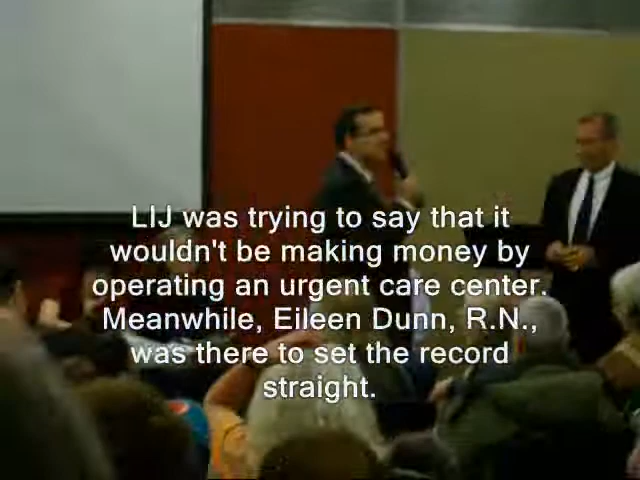 LIJ was trying to say that it
wouldn't be making money by
operating an urgent care center.
Meanwhile, Eileen Dunn, R.N.,
was there to set the record
straight.